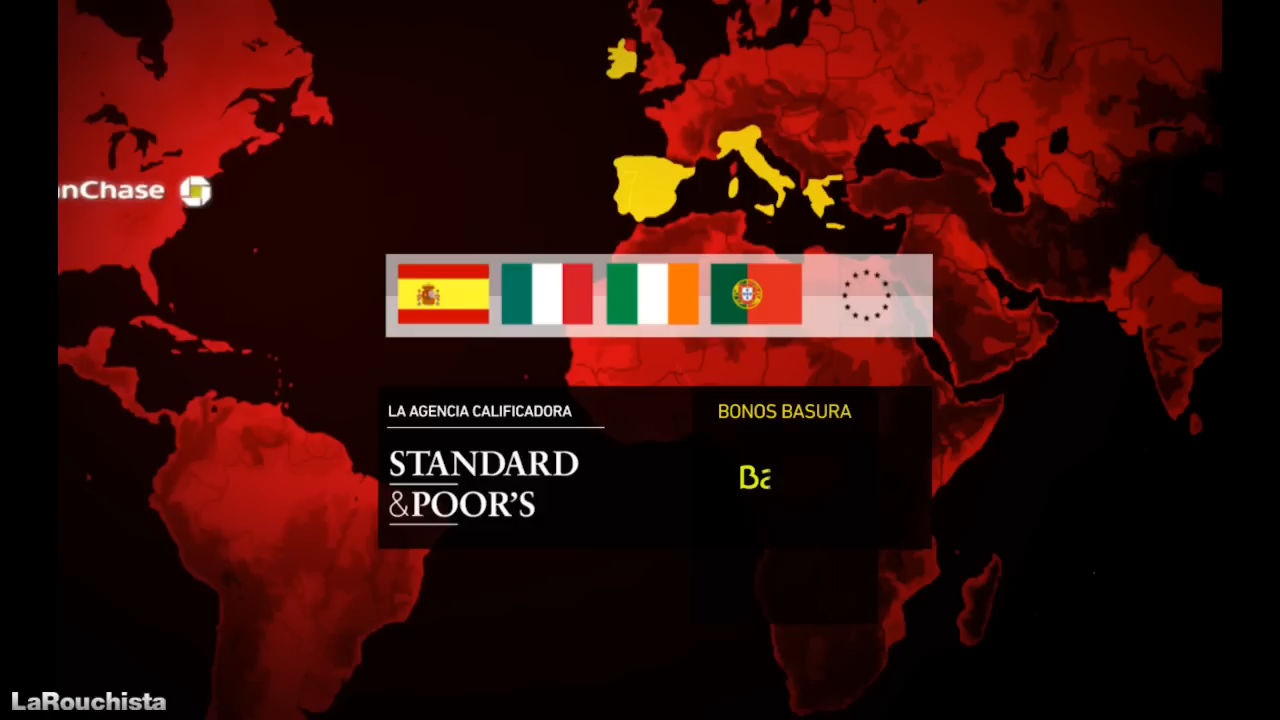 nChase
LA AGENCIA CALIFICADORA
BONOS BASURA
STANDARD
&POOR'S
Ba
LaRouchista